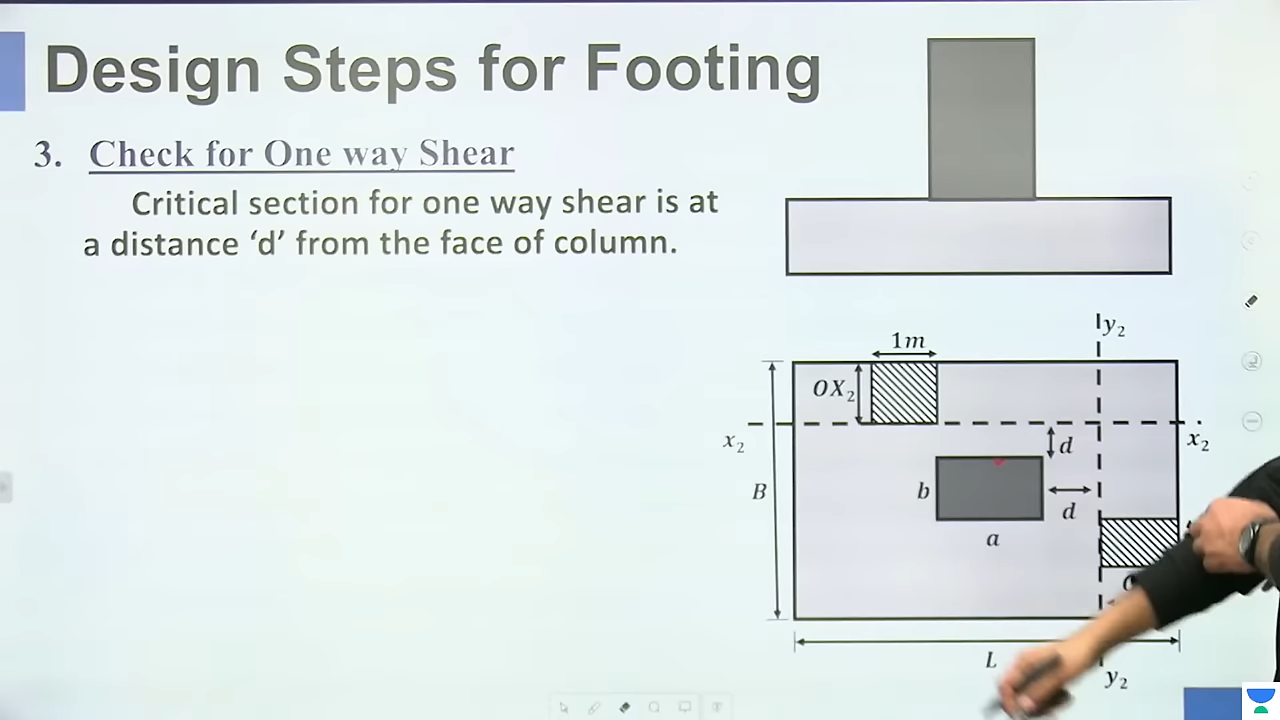 Design Steps for Footing
3. Check for One way Shear
Critical section for one way shear is at
a distance ‘d’ from the face of column.
y₂
1m
OX₂
x₂
d
x₂
B
b
d
a
L
y₂